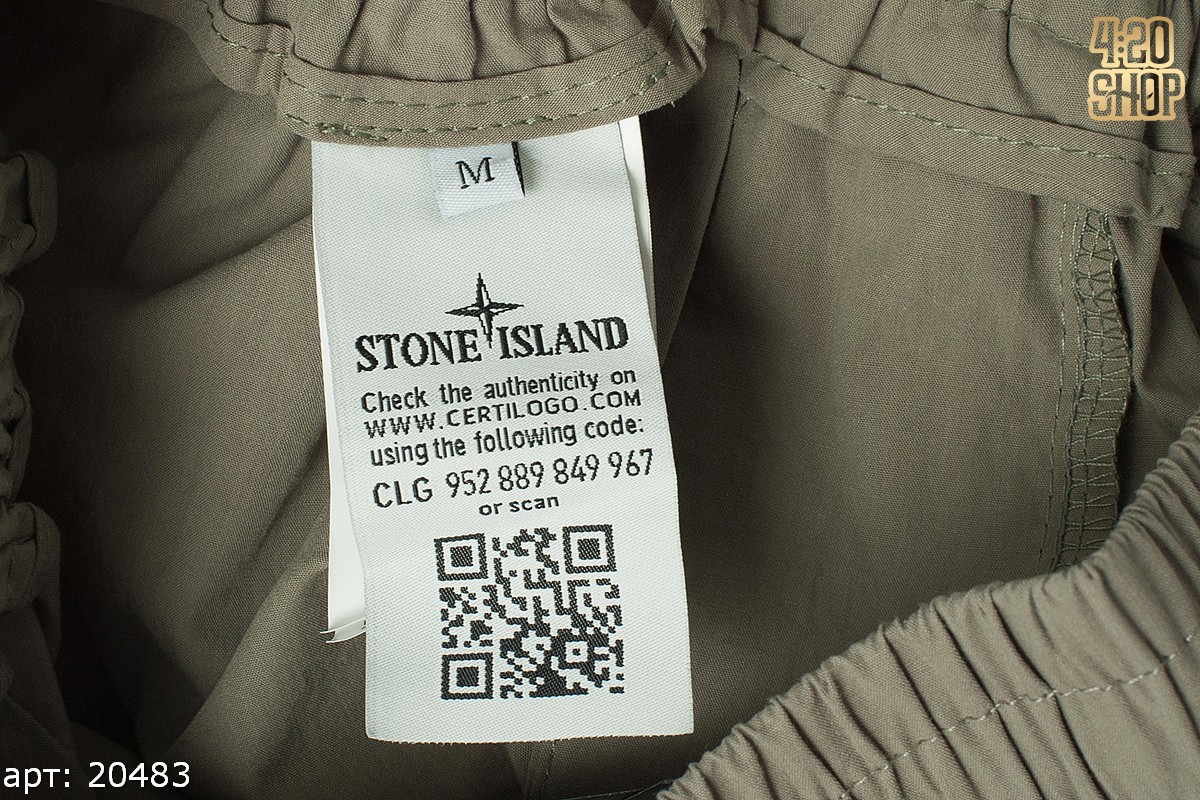 4:20
SHOP
M
STONE ISLAND
Check the authenticity on
WWW.CERTILOGO.COM
using the following code:
CLG 952 889 849 967
or scan
арт: 20483